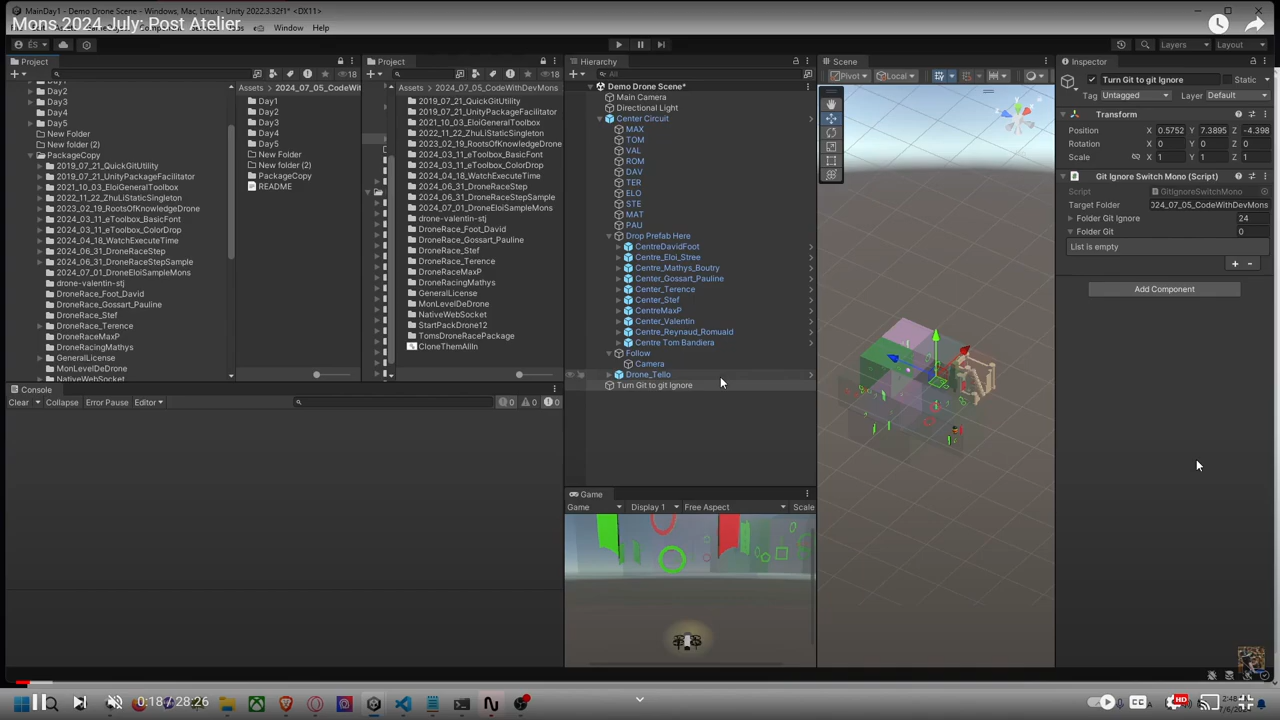 MainDay1 - Demo Drone Scene - Windows, Mac, Linux - Unity 2022.3.32f1* <DX11>
Mons 2024 July: Post Atelier
Window Help
ÉS
Layers
Layout
Project
18
Day2
Day3
Day4
Day5
New Folder
New folder (2)
PackageCopy
2019_07_21_QuickGitUtility
2019_07_21_UnityPackageFacilitator
2021_10_03_EloiGeneralToolbox
2022_11_22_ZhuLiStaticSingleton
2023_02_19_RootsOfKnowledgeDrone
2024_03_11_eToolbox_BasicFont
2024_03_11_eToolbox_ColorDrop
2024_04_18_WatchExecuteTime
2024_06_31_DroneRaceStep
2024_06_31_DroneRaceStepSample
2024_07_01_DroneEloiSampleMons
drone-valentin-stj
DroneRace_Foot_David
DroneRace_Gossart_Pauline
DroneRace_Stef
DroneRace_Terence
DroneRaceMaxP
DroneRacingMathys
GeneralLicense
MonLevelDeDrone
NativeWebSocket
Assets > 2024_07_05_CodeWit
Day1
Day2
Day3
Day4
Day5
New Folder
New folder (2)
PackageCopy
README
Project
18
Assets > 2024_07_05_CodeWithDevMons
2019_07_21_QuickGitUtility
2019_07_21_UnityPackageFacilitator
2021_10_03_EloiGeneralToolbox
2022_11_22_ZhuLiStaticSingleton
2023_02_19_RootsOfKnowledgeDrone
2024_03_11_eToolbox_BasicFont
2024_03_11_eToolbox_ColorDrop
2024_04_18_WatchExecuteTime
2024_06_31_DroneRaceStep
2024_06_31_DroneRaceStepSample
2024_07_01_DroneEloiSampleMons
drone-valentin-stj
DroneRace_Foot_David
DroneRace_Gossart_Pauline
DroneRace_Stef
DroneRace_Terence
DroneRaceMaxP
DroneRacingMathys
GeneralLicense
MonLevelDeDrone
NativeWebSocket
StartPackDrone12
TomsDroneRacePackage
CloneThemAllIn
Hierarchy
All
Demo Drone Scene*
Main Camera
Directional Light
Center Circuit
MAX
TOM
VAL
ROM
DAV
TER
ELO
STE
MAT
PAU
Drop Prefab Here
CentreDavidFoot
Centre_Eloi_Stree
Centre_Mathys_Boutry
Center_Gossart_Pauline
Center_Terence
Center_Stef
CentreMaxP
Center_Valentin
Centre_Reynaud_Romuald
Centre Tom Bandiera
Follow
Camera
Drone_Tello
Turn Git to git Ignore
Scene
Pivot
Local
Inspector
Turn Git to git Ignore
Static
Tag Untagged
Layer Default
Transform
Position X 0.5752 Y 7.3895 Z -4.398
Rotation X 0 Y 0 Z 0
Scale X 1 Y 1 Z 1
Git Ignore Switch Mono (Script)
Script GitIgnoreSwitchMono
Target Folder 024_07_05_CodeWithDevMons
Folder Git Ignore 24
Folder Git 0
List is empty
Add Component
Console
Clear Collapse Error Pause Editor
0 0 0
Game
Game Display 1 Free Aspect Scale
0:18 / 28:26
CC
HD